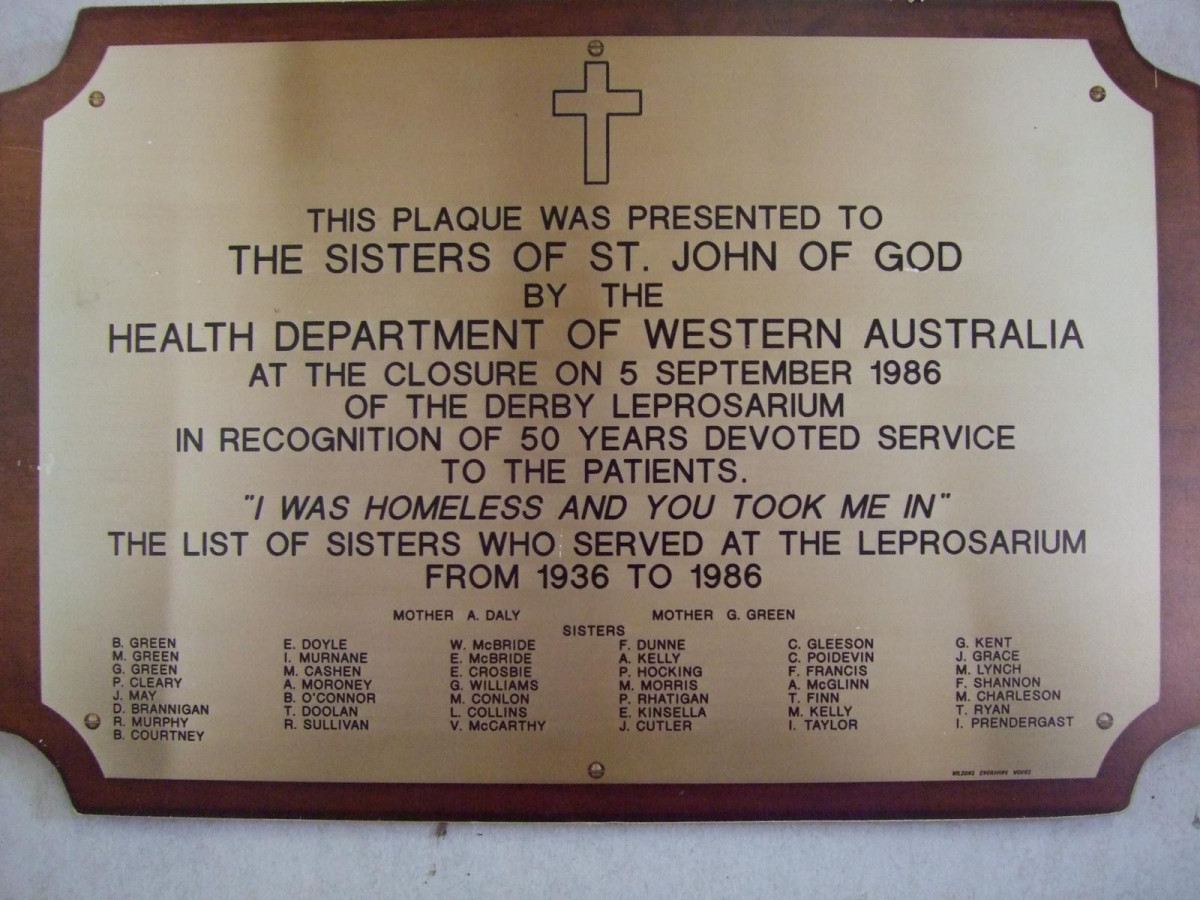 THIS PLAQUE WAS PRESENTED TO
THE SISTERS OF ST. JOHN OF GOD
BY THE
HEALTH DEPARTMENT OF WESTERN AUSTRALIA
AT THE CLOSURE ON 5 SEPTEMBER 1986
OF THE DERBY LEPROSARIUM
IN RECOGNITION OF 50 YEARS DEVOTED SERVICE
TO THE PATIENTS.
"I WAS HOMELESS AND YOU TOOK ME IN"
THE LIST OF SISTERS WHO SERVED AT THE LEPROSARIUM
FROM 1936 TO 1986
MOTHER A. DALY MOTHER G. GREEN
SISTERS
B. GREEN
M. GREEN
G. GREEN
P. CLEARY
J. MAY
D. BRANNIGAN
R. MURPHY
B. COURTNEY
E. DOYLE
I. MURNANE
M. CASHEN
A. MORONEY
B. O'CONNOR
T. DOOLAN
R. SULLIVAN
W. McBRIDE
E. McBRIDE
E. CROSBIE
G. WILLIAMS
M. CONLON
L. COLLINS
V. McCARTHY
F. DUNNE
A. KELLY
P. HOCKING
M. MORRIS
P. RHATIGAN
E. KINSELLA
J. CUTLER
C. GLEESON
C. POIDEVIN
F. FRANCIS
A. McGLINN
T. FINN
M. KELLY
I. TAYLOR
G. KENT
J. GRACE
M. LYNCH
F. SHANNON
M. CHARLESON
T. RYAN
I. PRENDERGAST